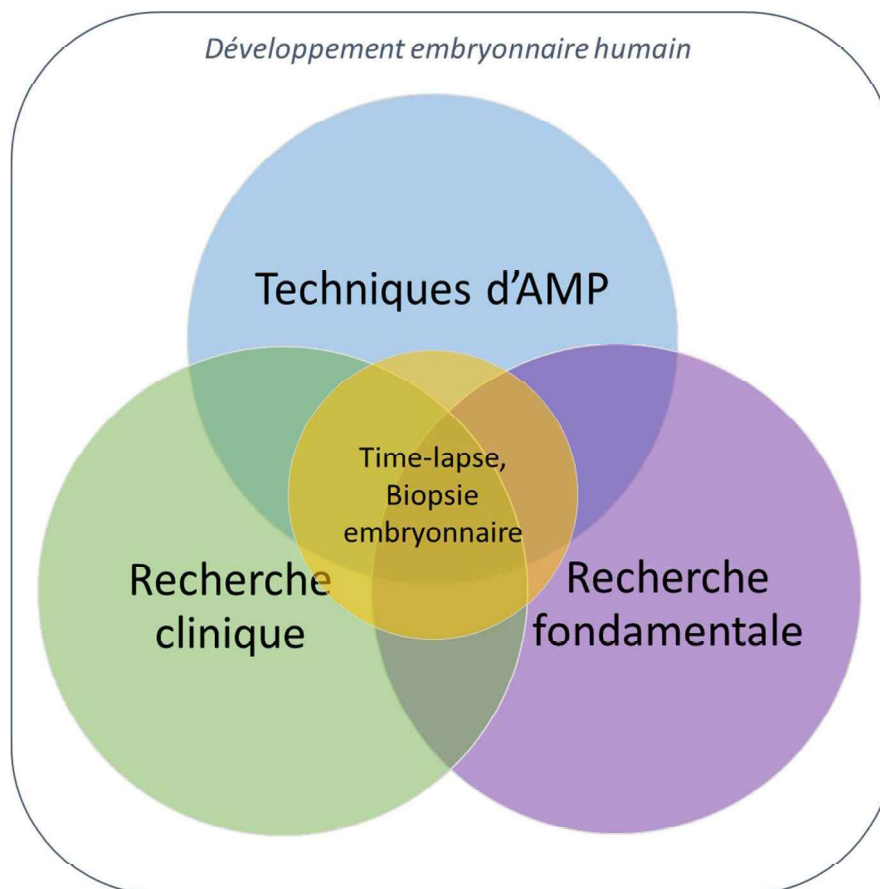 Développement embryonnaire humain
Techniques d'AMP
Time-lapse,
Biopsie
embryonnaire
Recherche
clinique
Recherche
fondamentale